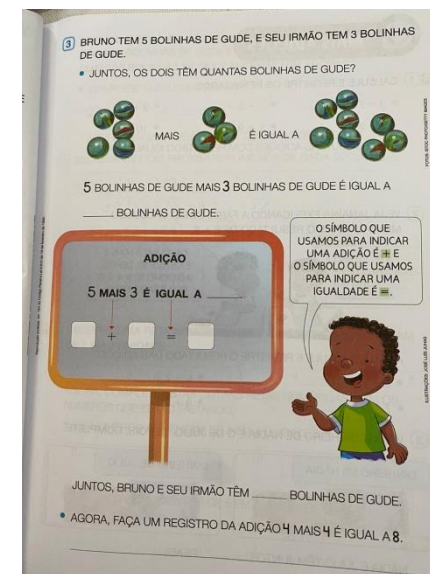 3 BRUNO TEM 5 BOLINHAS DE GUDE, E SEU IRMÃO TEM 3 BOLINHAS
DE GUDE.
• JUNTOS, OS DOIS TÊM QUANTAS BOLINHAS DE GUDE?
MAIS É IGUAL A
5 BOLINHAS DE GUDE MAIS 3 BOLINHAS DE GUDE É IGUAL A
_____ BOLINHAS DE GUDE.
ADIÇÃO
5 MAIS 3 É IGUAL A _____
+ =
O SÍMBOLO QUE
USAMOS PARA INDICAR
UMA ADIÇÃO É + E
O SÍMBOLO QUE USAMOS
PARA INDICAR UMA
IGUALDADE É =.
JUNTOS, BRUNO E SEU IRMÃO TÊM _____ BOLINHAS DE GUDE.
• AGORA, FAÇA UM REGISTRO DA ADIÇÃO 4 MAIS 4 É IGUAL A 8.